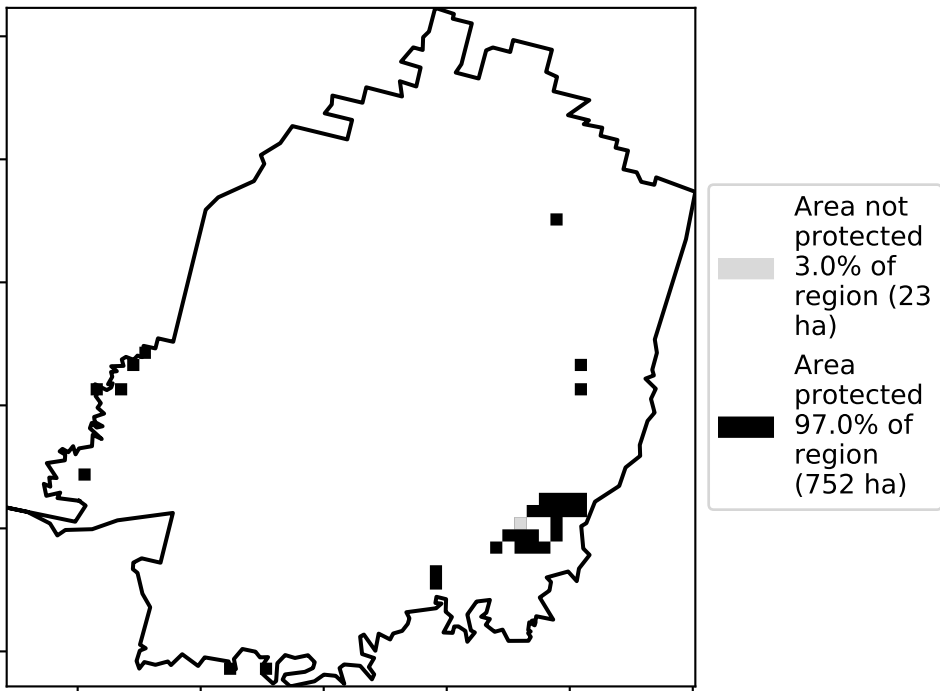 Area not
protected
3.0% of
region (23
ha)
Area
protected
97.0% of
region
(752 ha)